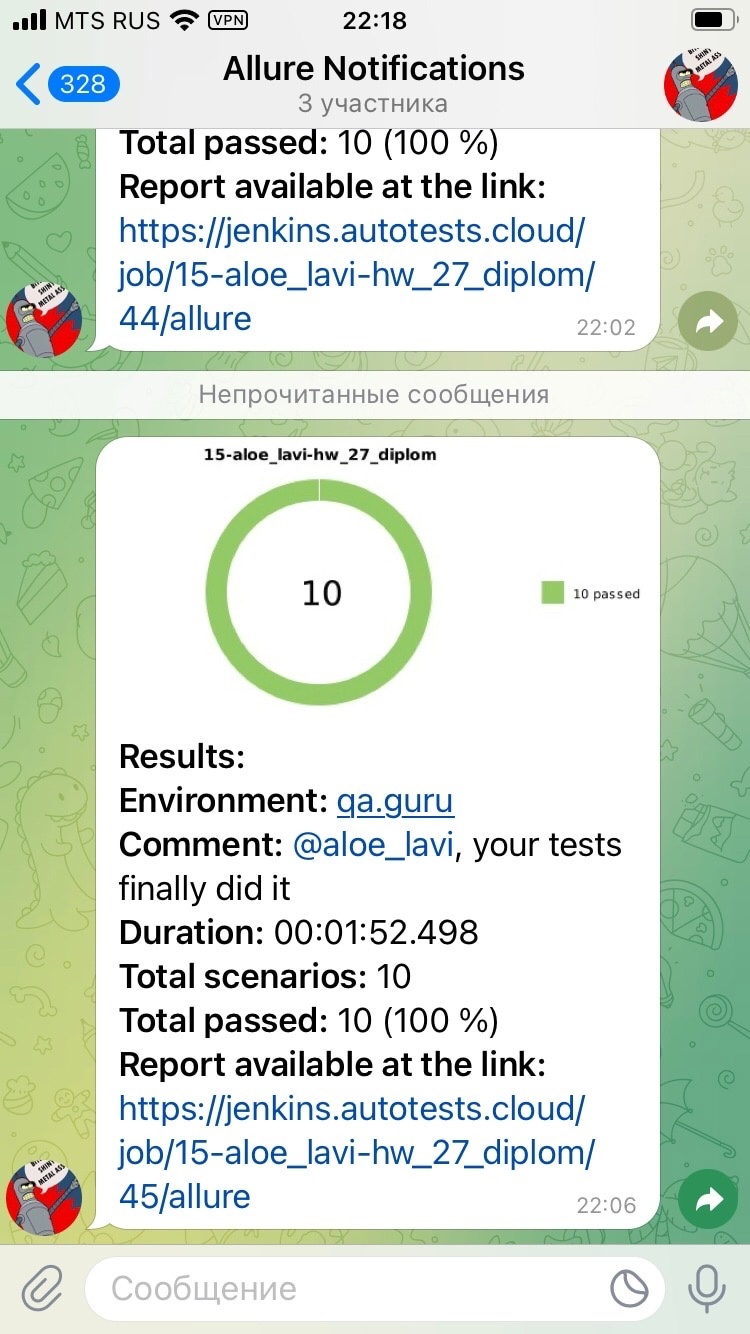 MTS RUS VPN 22:18
328 Allure Notifications
3 участника
Total passed: 10 (100 %)
Report available at the link:
https://jenkins.autotests.cloud/
job/15-aloe_lavi-hw_27_diplom/
44/allure
22:02
Непрочитанные сообщения
15-aloe_lavi-hw_27_diplom
10
10 passed
Results:
Environment: qa.guru
Comment: @aloe_lavi, your tests
finally did it
Duration: 00:01:52.498
Total scenarios: 10
Total passed: 10 (100 %)
Report available at the link:
https://jenkins.autotests.cloud/
job/15-aloe_lavi-hw_27_diplom/
45/allure
22:06
Сообщение